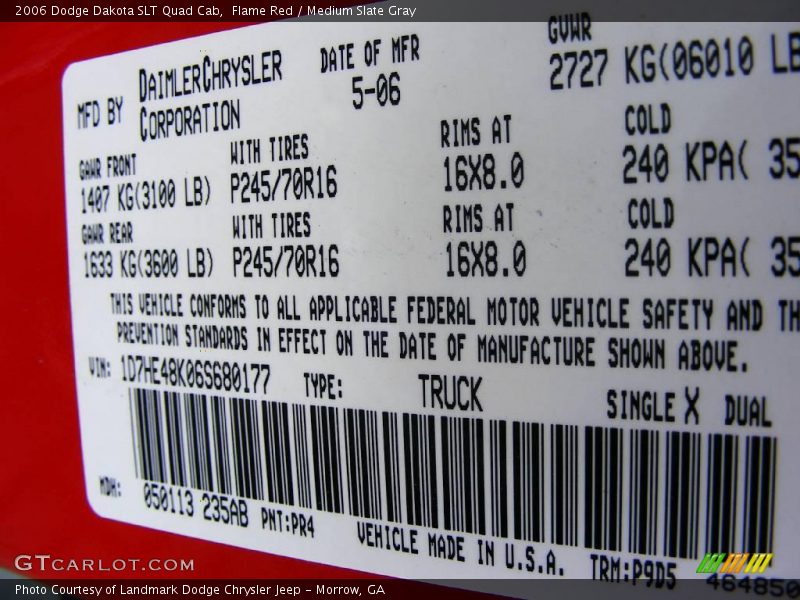 2006 Dodge Dakota SLT Quad Cab,  Flame Red / Medium Slate Gray
MFD BY DAIMLERCHRYSLER CORPORATION
DATE OF MFR
5-06
GVWR
2727 KG(06010 LB
GAWR FRONT
1407 KG(3100 LB)
WITH TIRES
P245/70R16
RIMS AT
16X8.0
COLD
240 KPA( 35
GAWR REAR
1633 KG(3600 LB)
WITH TIRES
P245/70R16
RIMS AT
16X8.0
COLD
240 KPA( 35
THIS VEHICLE CONFORMS TO ALL APPLICABLE FEDERAL MOTOR VEHICLE SAFETY AND TH
PREVENTION STANDARDS IN EFFECT ON THE DATE OF MANUFACTURE SHOWN ABOVE.
VIN: 1D7HE48K06S680177 TYPE: TRUCK SINGLE X DUAL
MDH: 050113 235AB PNT:PR4 VEHICLE MADE IN U.S.A. TRM:P9D5
464850
GTCARLOT.COM
Photo Courtesy of Landmark Dodge Chrysler Jeep - Morrow, GA